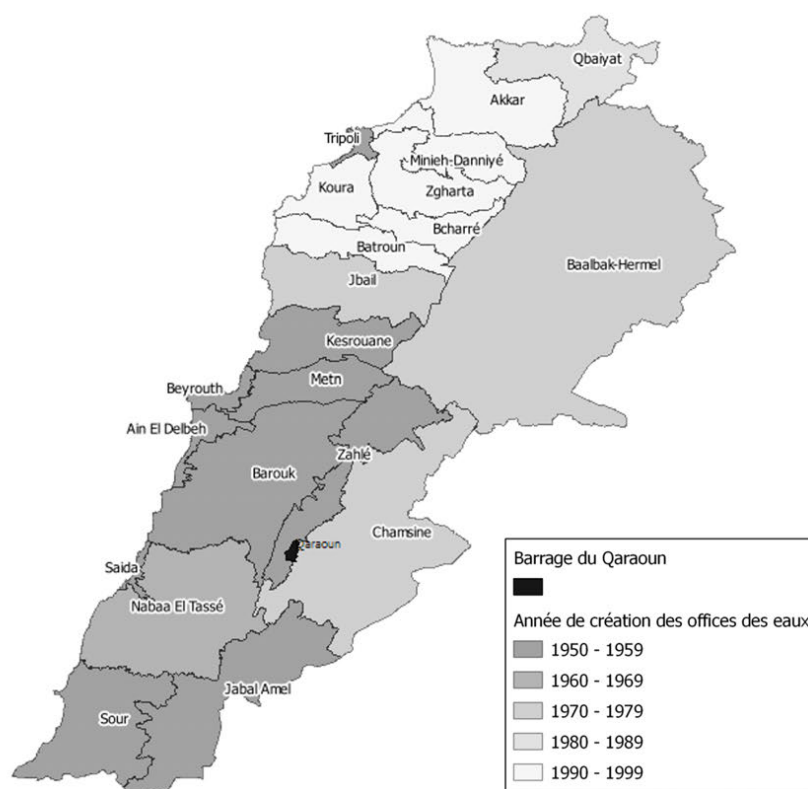 Qbaiyat
Akkar
Tripoli
Minieh-Danniyé
Koura
Zgharta
Bcharré
Batroun
Baalbak-Hermel
Jbail
Kesrouane
Metn
Beyrouth
Ain El Delbeh
Zahlé
Barouk
Chamsine
Qaraoun
Saida
Nabaa El Tassé
Jabal Amel
Sour
Barrage du Qaraoun
Année de création des offices des eaux
1950 - 1959
1960 - 1969
1970 - 1979
1980 - 1989
1990 - 1999